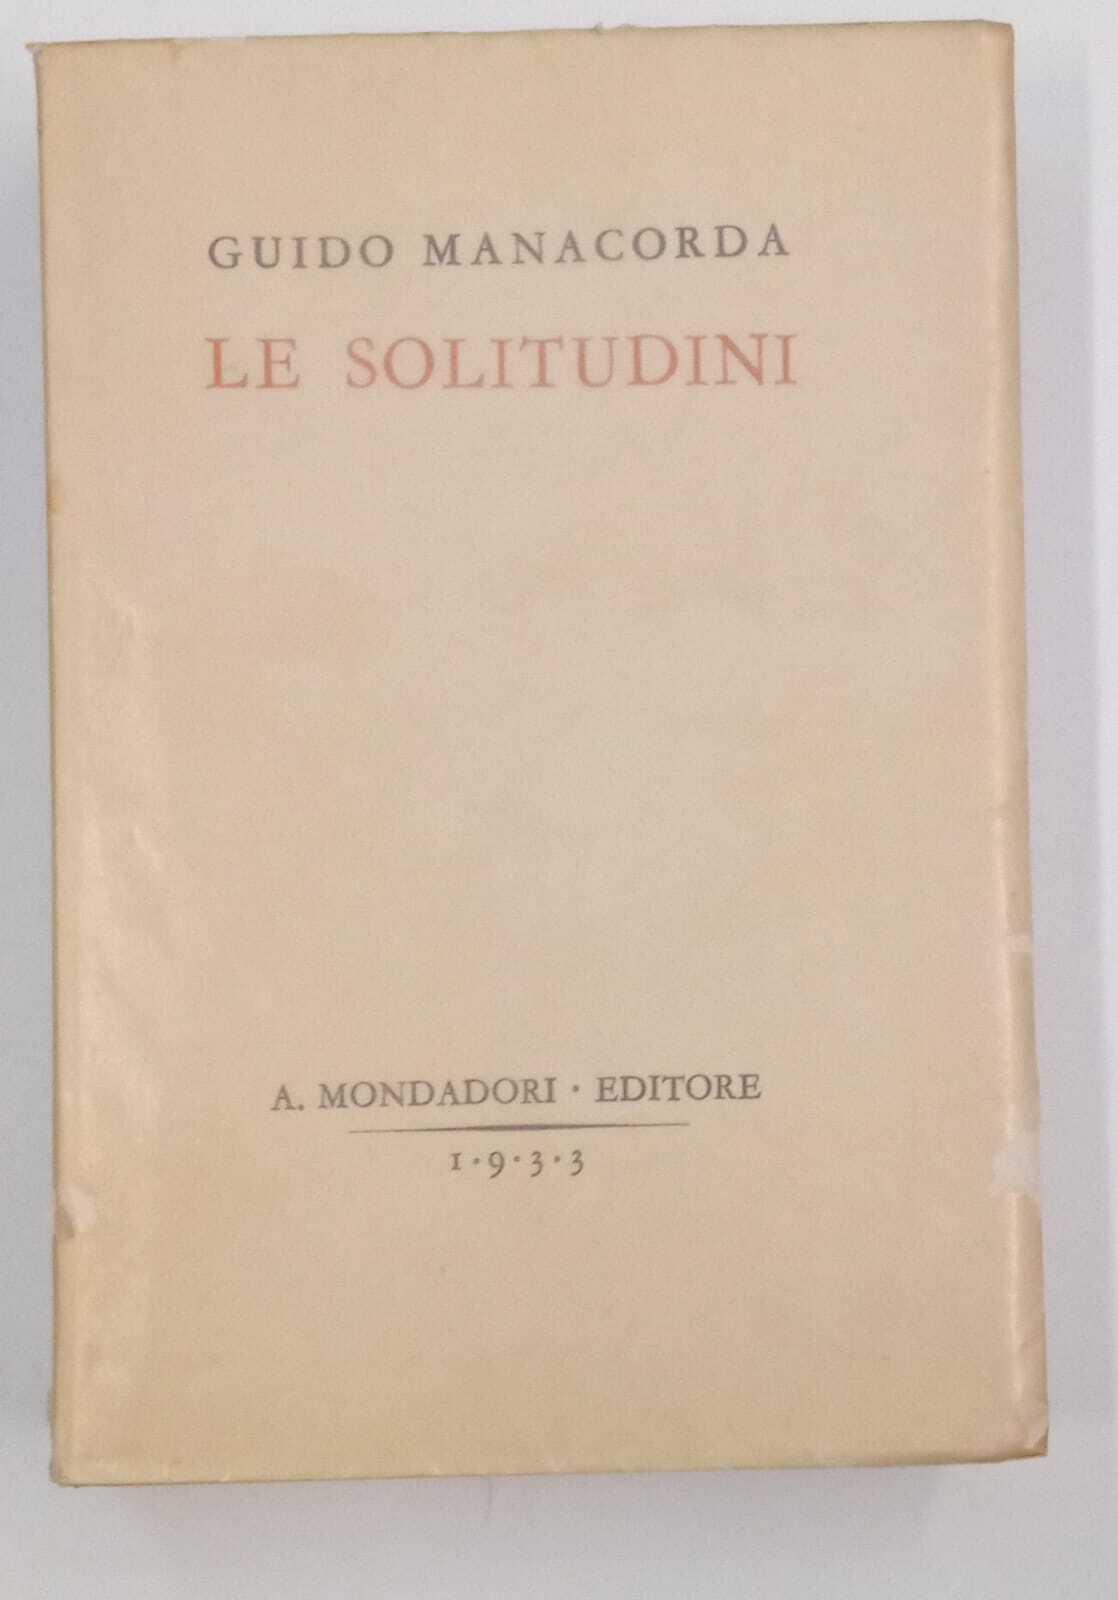 GUIDO MANACORDA
LE SOLITUDINI
A. MONDADORI · EDITORE
1·9·3·3